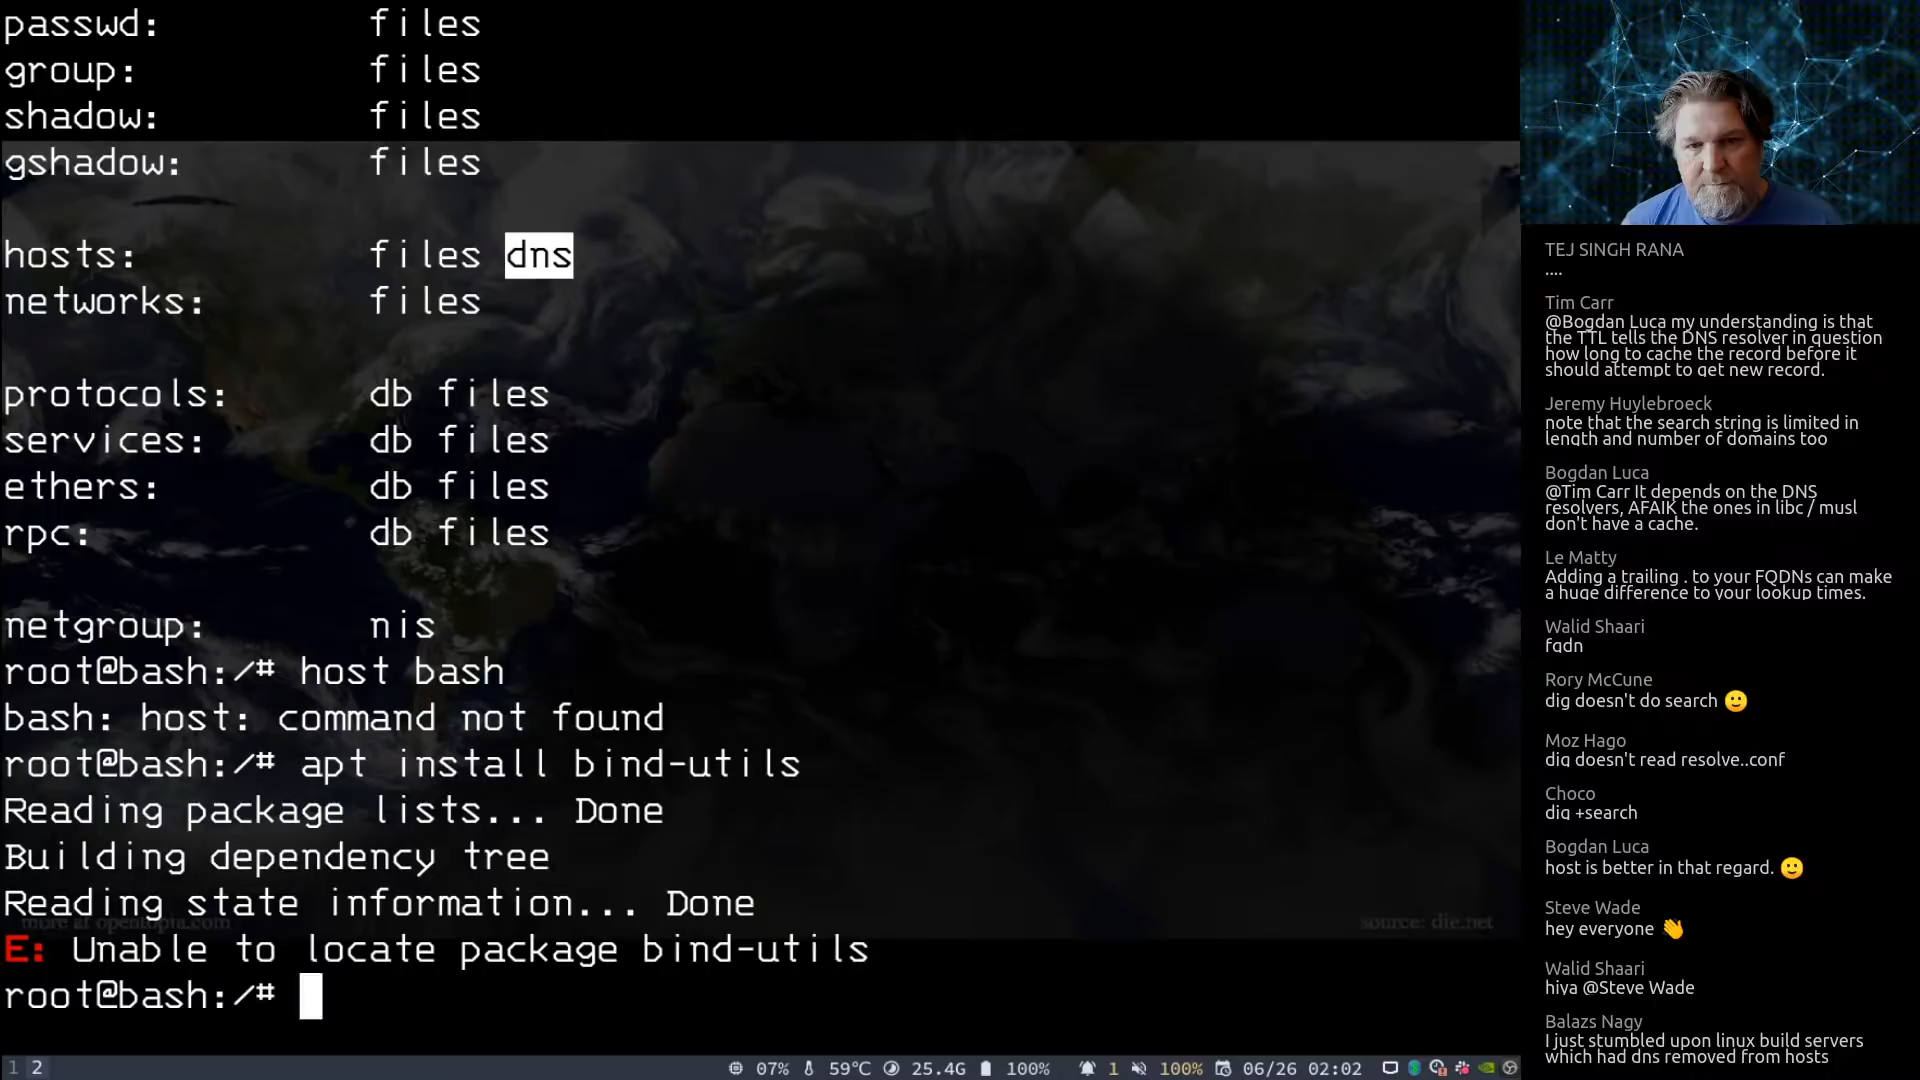 passwd: files
group: files
shadow: files
gshadow: files
hosts: files dns
networks: files
protocols: db files
services: db files
ethers: db files
rpc: db files
netgroup: nis
root@bash:/# host bash
bash: host: command not found
root@bash:/# apt install bind-utils
Reading package lists... Done
Building dependency tree
Reading state information... Done
more at opentopia.com
source: die.net
E: Unable to locate package bind-utils
root@bash:/#
1 2
07% 59°C 25.4G 100% 1 100% 06/26 02:02
TEJ SINGH RANA
....
Tim Carr
@Bogdan Luca my understanding is that
the TTL tells the DNS resolver in question
how long to cache the record before it
should attempt to get new record.
Jeremy Huylebroeck
note that the search string is limited in
length and number of domains too
Bogdan Luca
@Tim Carr It depends on the DNS
resolvers, AFAIK the ones in libc / musl
don't have a cache.
Le Matty
Adding a trailing . to your FQDNs can make
a huge difference to your lookup times.
Walid Shaari
fqdn
Rory McCune
dig doesn't do search 🙂
Moz Hago
dig doesn't read resolve..conf
Choco
dig +search
Bogdan Luca
host is better in that regard. 🙂
Steve Wade
hey everyone 👋
Walid Shaari
hiya @Steve Wade
Balazs Nagy
I just stumbled upon linux build servers
which had dns removed from hosts